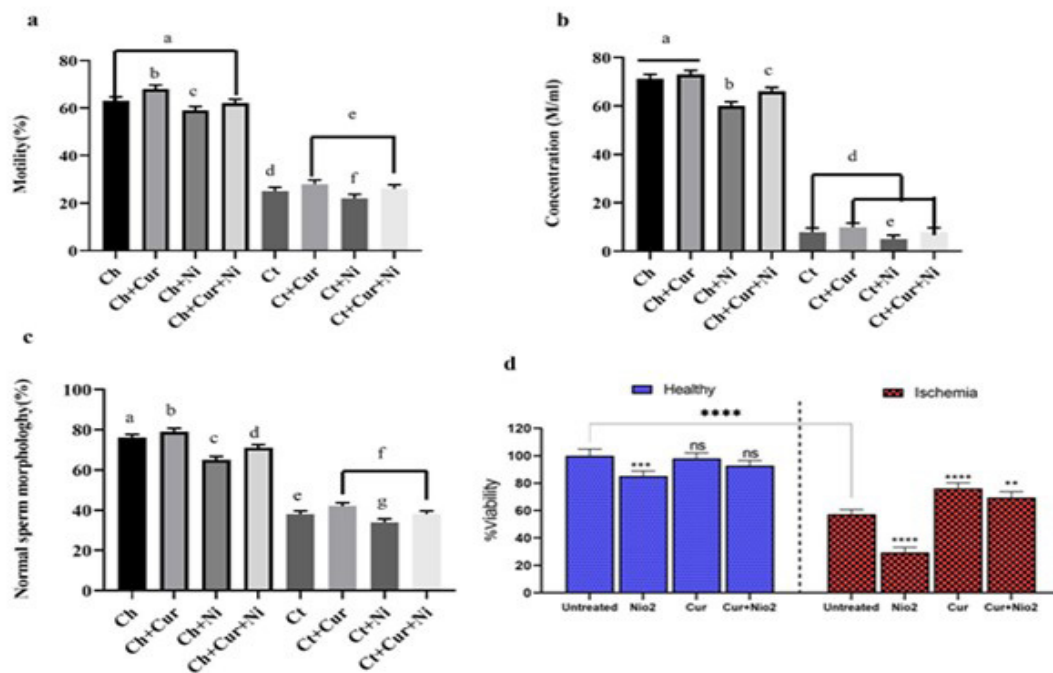 a
Motility(%)
80
60
40
20
0
a
b
c
d
e
f
Ch
Ch+Cur
Ch+Ni
Ch+Cur+Ni
Ct
Ct+Cur
Ct+Ni
Ct+Cur+Ni
b
Concentration (M/ml)
80
60
40
20
0
a
b
c
d
e
Ch
Ch+Cur
Ch+Ni
Ch+Cur+Ni
Ct
Ct+Cur
Ct+Ni
Ct+Cur+Ni
c
Normal sperm morphologhy(%)
100
80
60
40
20
0
a
b
c
d
e
f
g
Ch
Ch+Cur
Ch+Ni
Ch+Cur+Ni
Ct
Ct+Cur
Ct+Ni
Ct+Cur+Ni
d
Healthy
Ischemia
%Viability
120
100
80
60
40
20
0
****
***
ns
ns
****
****
**
Untreated Nio2 Cur Cur+Nio2 Untreated Nio2 Cur Cur+Nio2